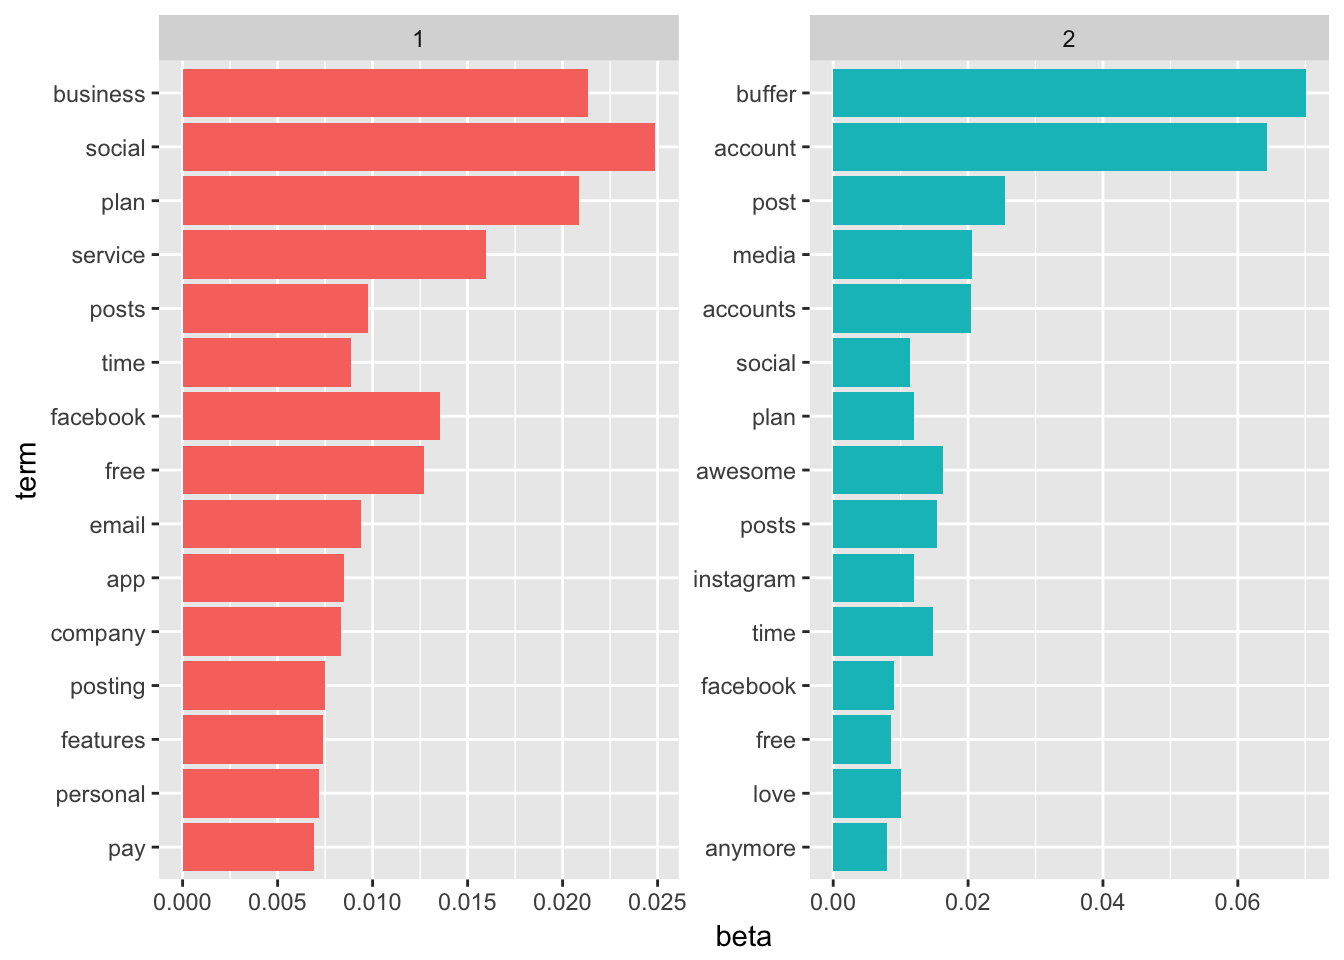 1
business
social
plan
service
posts
time
facebook
free
email
app
company
posting
features
personal
pay
0.000 0.005 0.010 0.015 0.020 0.025
2
buffer
account
post
media
accounts
social
plan
awesome
posts
instagram
time
facebook
free
love
anymore
0.00 0.02 0.04 0.06
term
beta